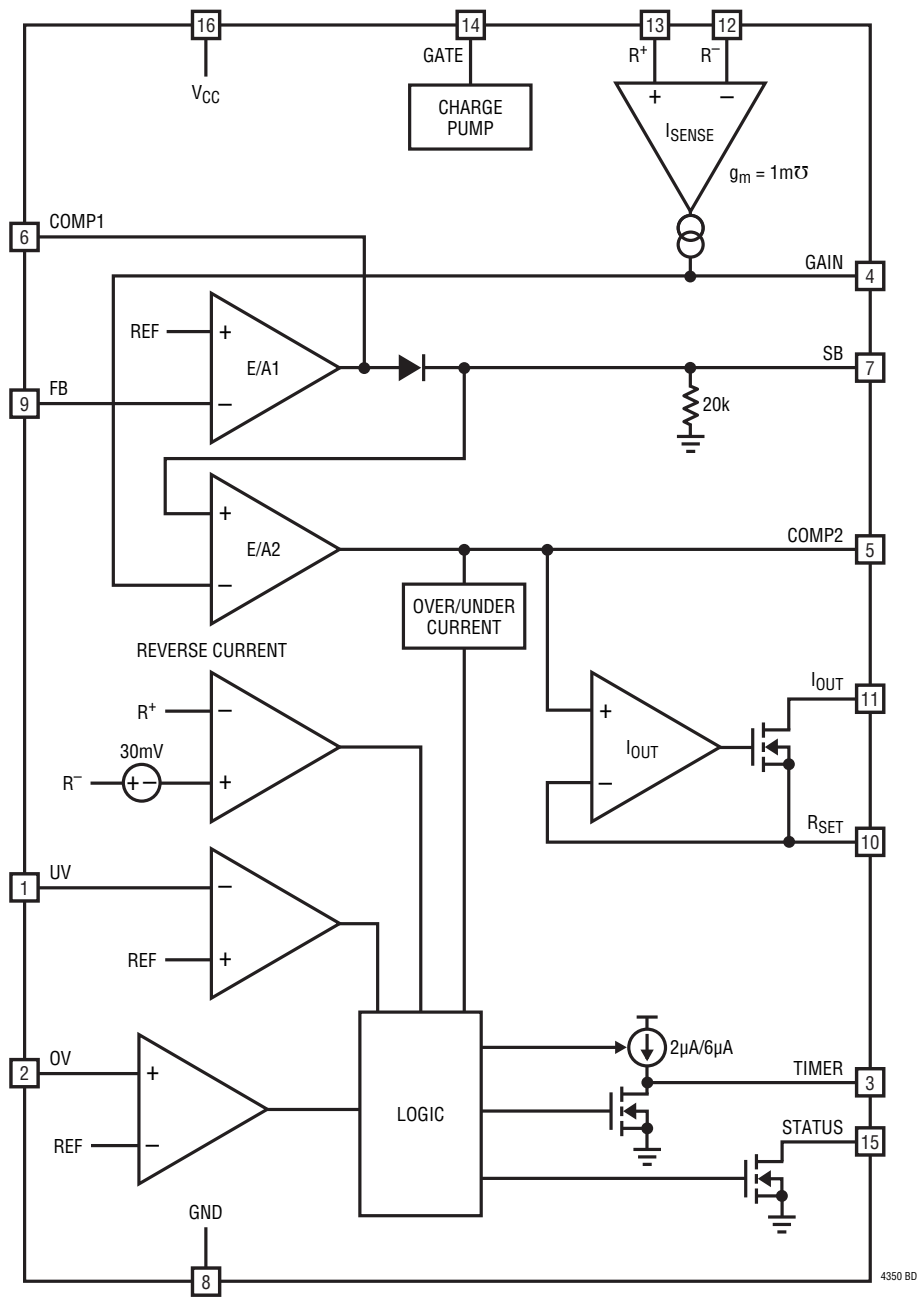 16
14
13
12
GATE
R+
R−
VCC
CHARGE
PUMP
+
−
ISENSE
gm = 1m℧
6
COMP1
GAIN
4
REF
+
E/A1
SB
7
9
FB
−
20k
+
E/A2
COMP2
5
−
OVER/UNDER
CURRENT
REVERSE CURRENT
IOUT
11
R+
−
+
IOUT
30mV
R−
+ −
+
−
RSET
10
1
UV
−
REF
+
2
OV
+
2µA/6µA
TIMER
3
LOGIC
REF
−
STATUS
15
GND
8
4350 BD